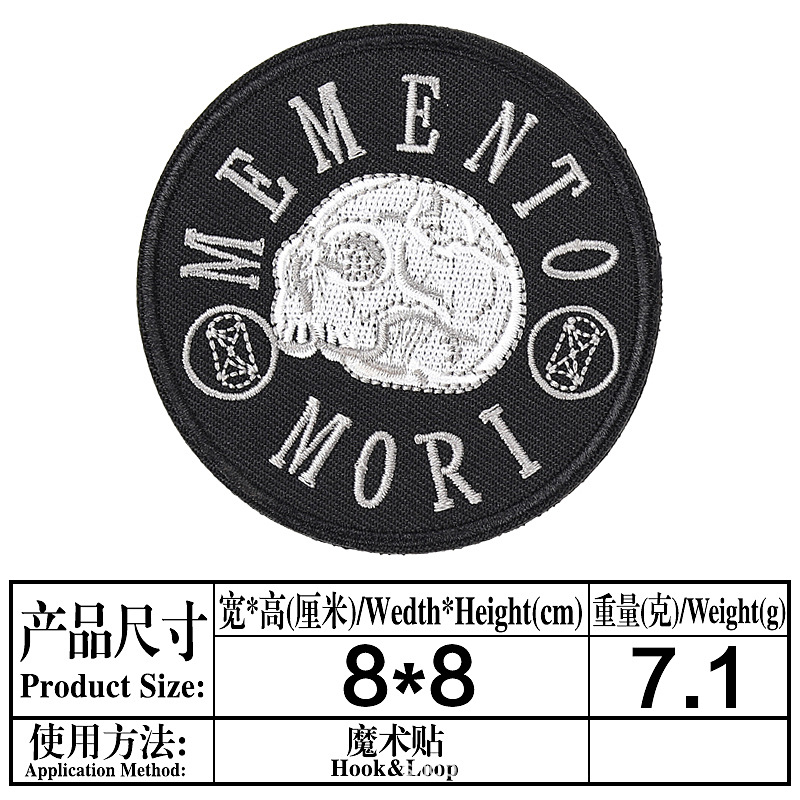 MEMENTO
MORI
产品尺寸
Product Size:
宽*高(厘米)/Wedth*Height(cm)
重量(克)/Weight(g)
8*8
7.1
使用方法:
Application Method:
魔术贴
Hook&Loop